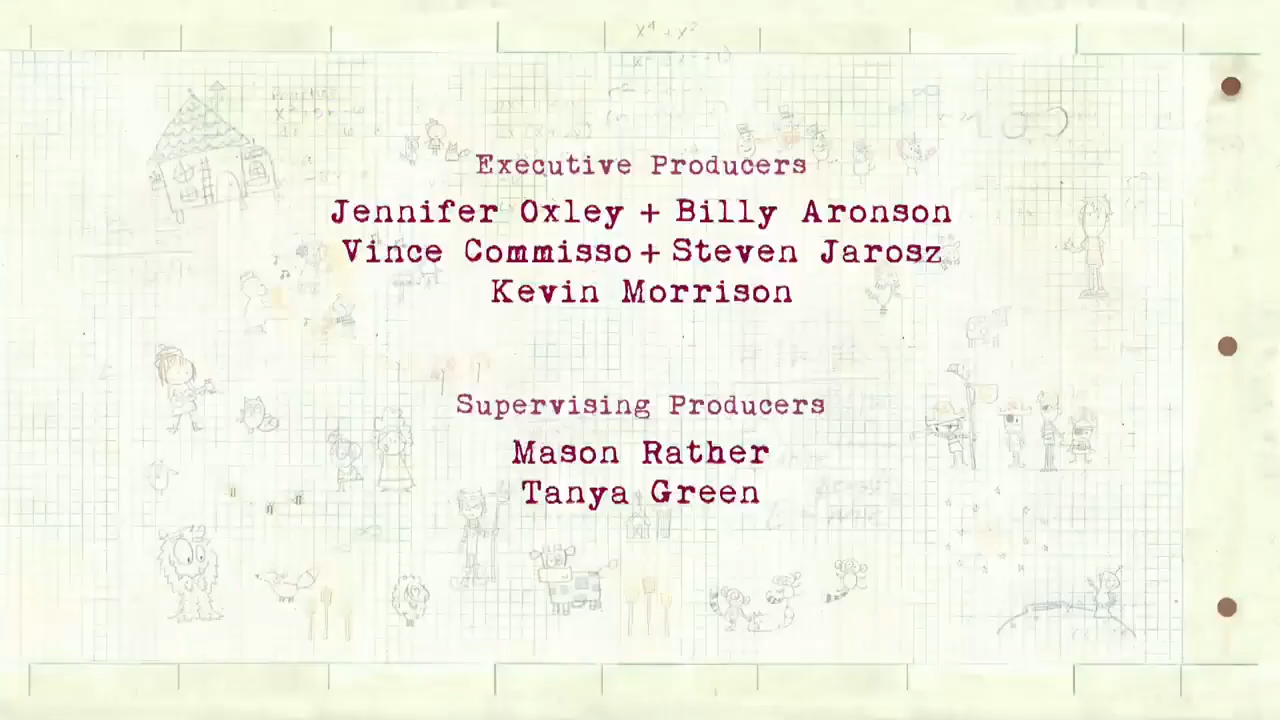 Executive Producers
Jennifer Oxley + Billy Aronson
Vince Commisso + Steven Jarosz
Kevin Morrison
Supervising Producers
Mason Rather
Tanya Green